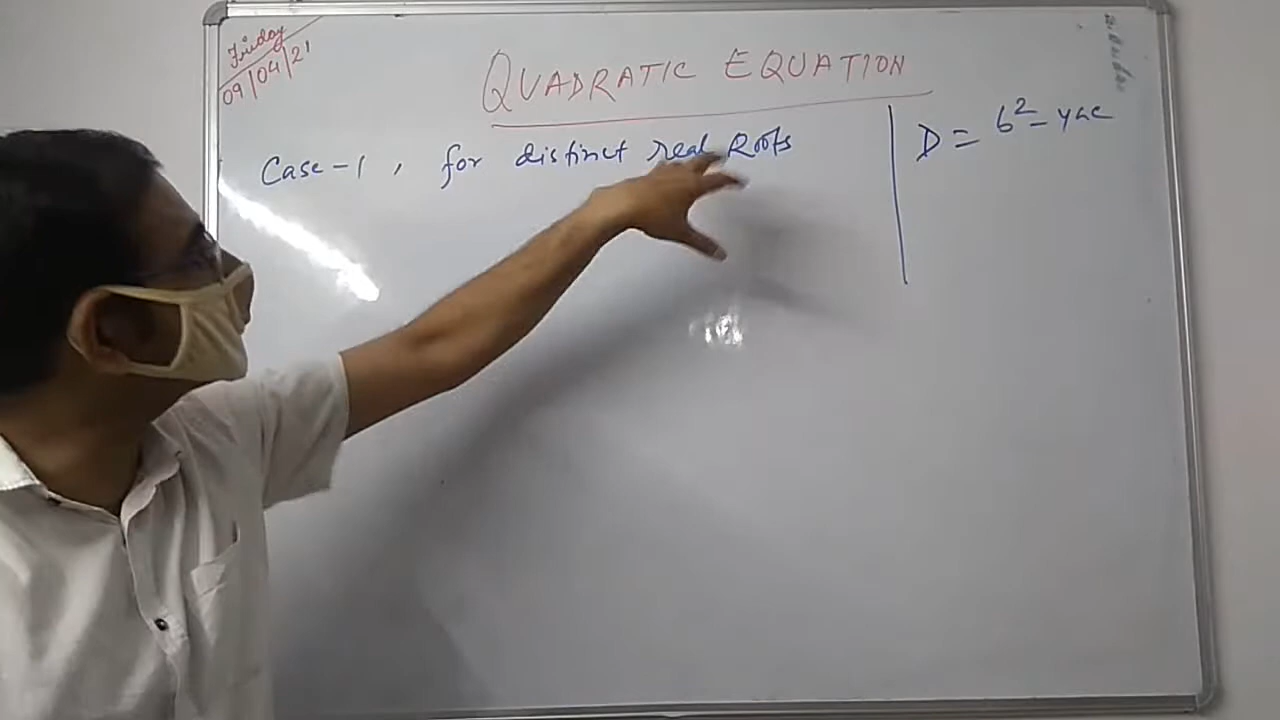 Friday
09/04/21
QUADRATIC EQUATION
Case-1, for distinct real Roots
D = b²-4ac